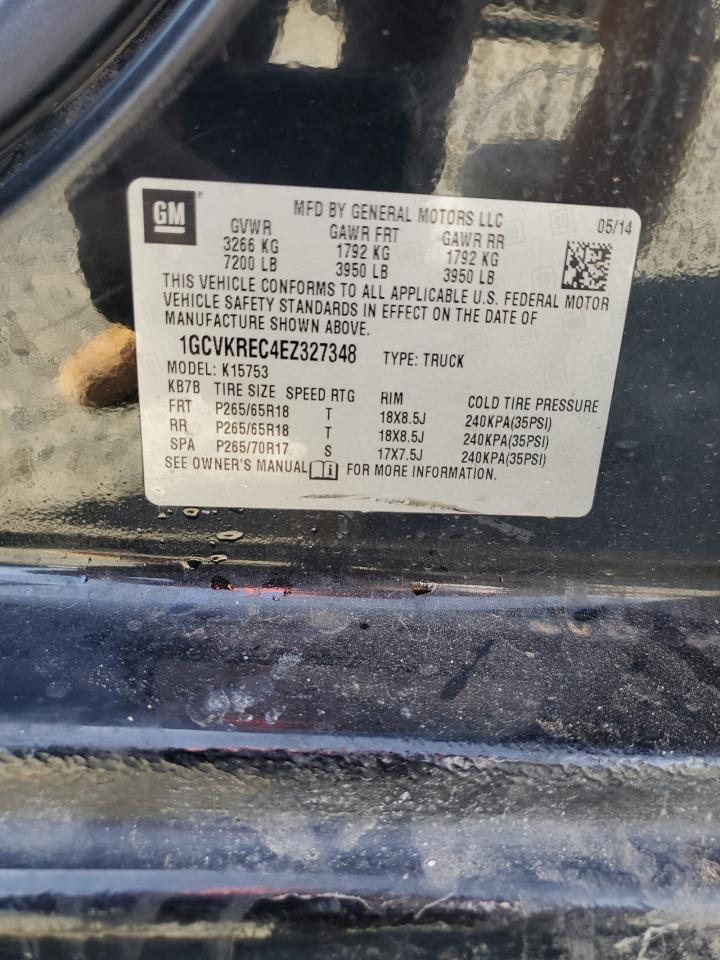 GM ®
MFD BY GENERAL MOTORS LLC 05/14
GVWR GAWR FRT GAWR RR
3266 KG 1792 KG 1792 KG
7200 LB 3950 LB 3950 LB
THIS VEHICLE CONFORMS TO ALL APPLICABLE U.S. FEDERAL MOTOR
VEHICLE SAFETY STANDARDS IN EFFECT ON THE DATE OF
MANUFACTURE SHOWN ABOVE.
1GCVKREC4EZ327348 TYPE: TRUCK
MODEL: K15753
KB7B TIRE SIZE SPEED RTG RIM COLD TIRE PRESSURE
FRT P265/65R18 T 18X8.5J 240KPA(35PSI)
RR P265/65R18 T 18X8.5J 240KPA(35PSI)
SPA P265/70R17 S 17X7.5J 240KPA(35PSI)
SEE OWNER'S MANUAL FOR MORE INFORMATION.